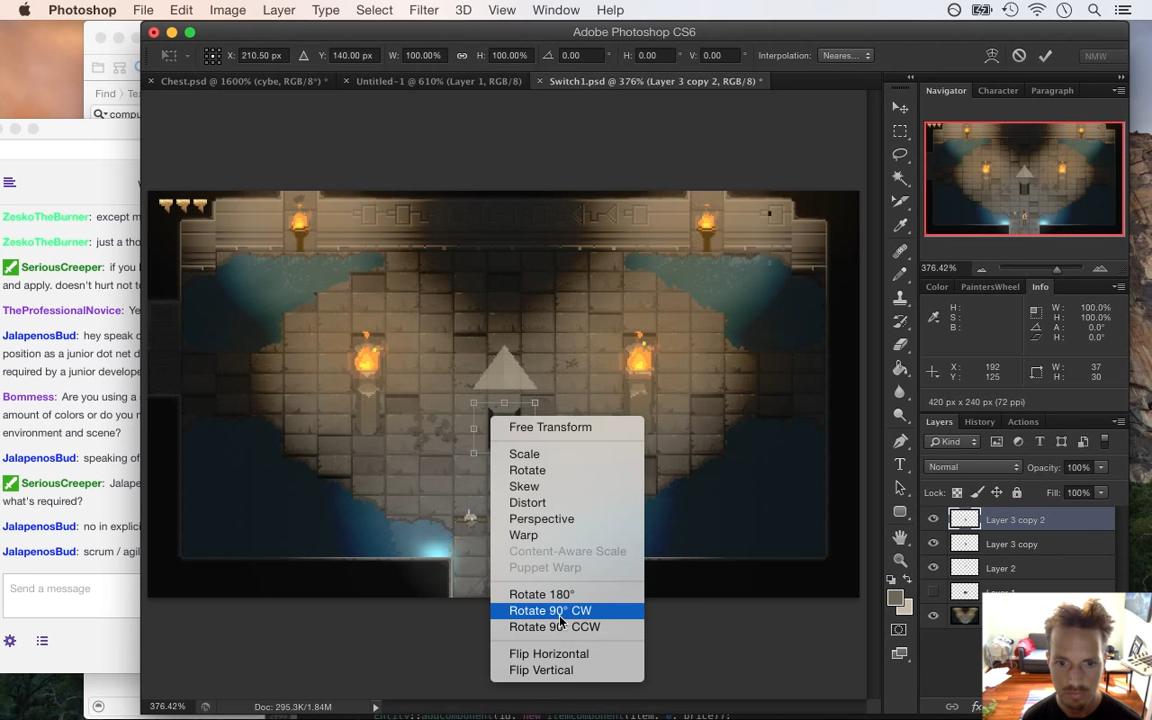 Photoshop File Edit Image Layer Type Select Filter 3D View Window Help
Adobe Photoshop CS6
X: 210.50 px Y: 140.00 px W: 100.00% H: 100.00% 0.00 ° H: 0.00 ° V: 0.00 ° Interpolation: Neares... NMW
Chest.psd @ 1600% (cybe, RGB/8*) * Untitled-1 @ 610% (Layer 1, RGB/8) Switch1.psd @ 376% (Layer 3 copy 2, RGB/8) *
Find
compu
ZeskoTheBurner: except m
ZeskoTheBurner: just a tho
SeriousCreeper: if you l
and apply. doesn't hurt not to
TheProfessionalNovice: Ye
JalapenosBud: hey speak o
position as a junior dot net d
required by a junior develope
Bommess: Are you using a
amount of colors or do you r
environment and scene?
JalapenosBud: speaking of
SeriousCreeper: Jalape
what's required?
JalapenosBud: no in explici
JalapenosBud: scrum / agil
Send a message
Free Transform
Scale
Rotate
Skew
Distort
Perspective
Warp
Content-Aware Scale
Puppet Warp
Rotate 180°
Rotate 90° CW
Rotate 90° CCW
Flip Horizontal
Flip Vertical
376.42% Doc: 295.3K/1.84M
Navigator Character Paragraph
376.42%
Color PaintersWheel Info
H:
S:
B:
W: 100.0%
H: 100.0%
A: 0.0°
H: 0.0°
X: 192
Y: 125
W: 37
H: 30
420 px x 240 px (72 ppi)
Layers History Actions
Kind
Normal Opacity: 100%
Lock: Fill: 100%
Layer 3 copy 2
Layer 3 copy
Layer 2